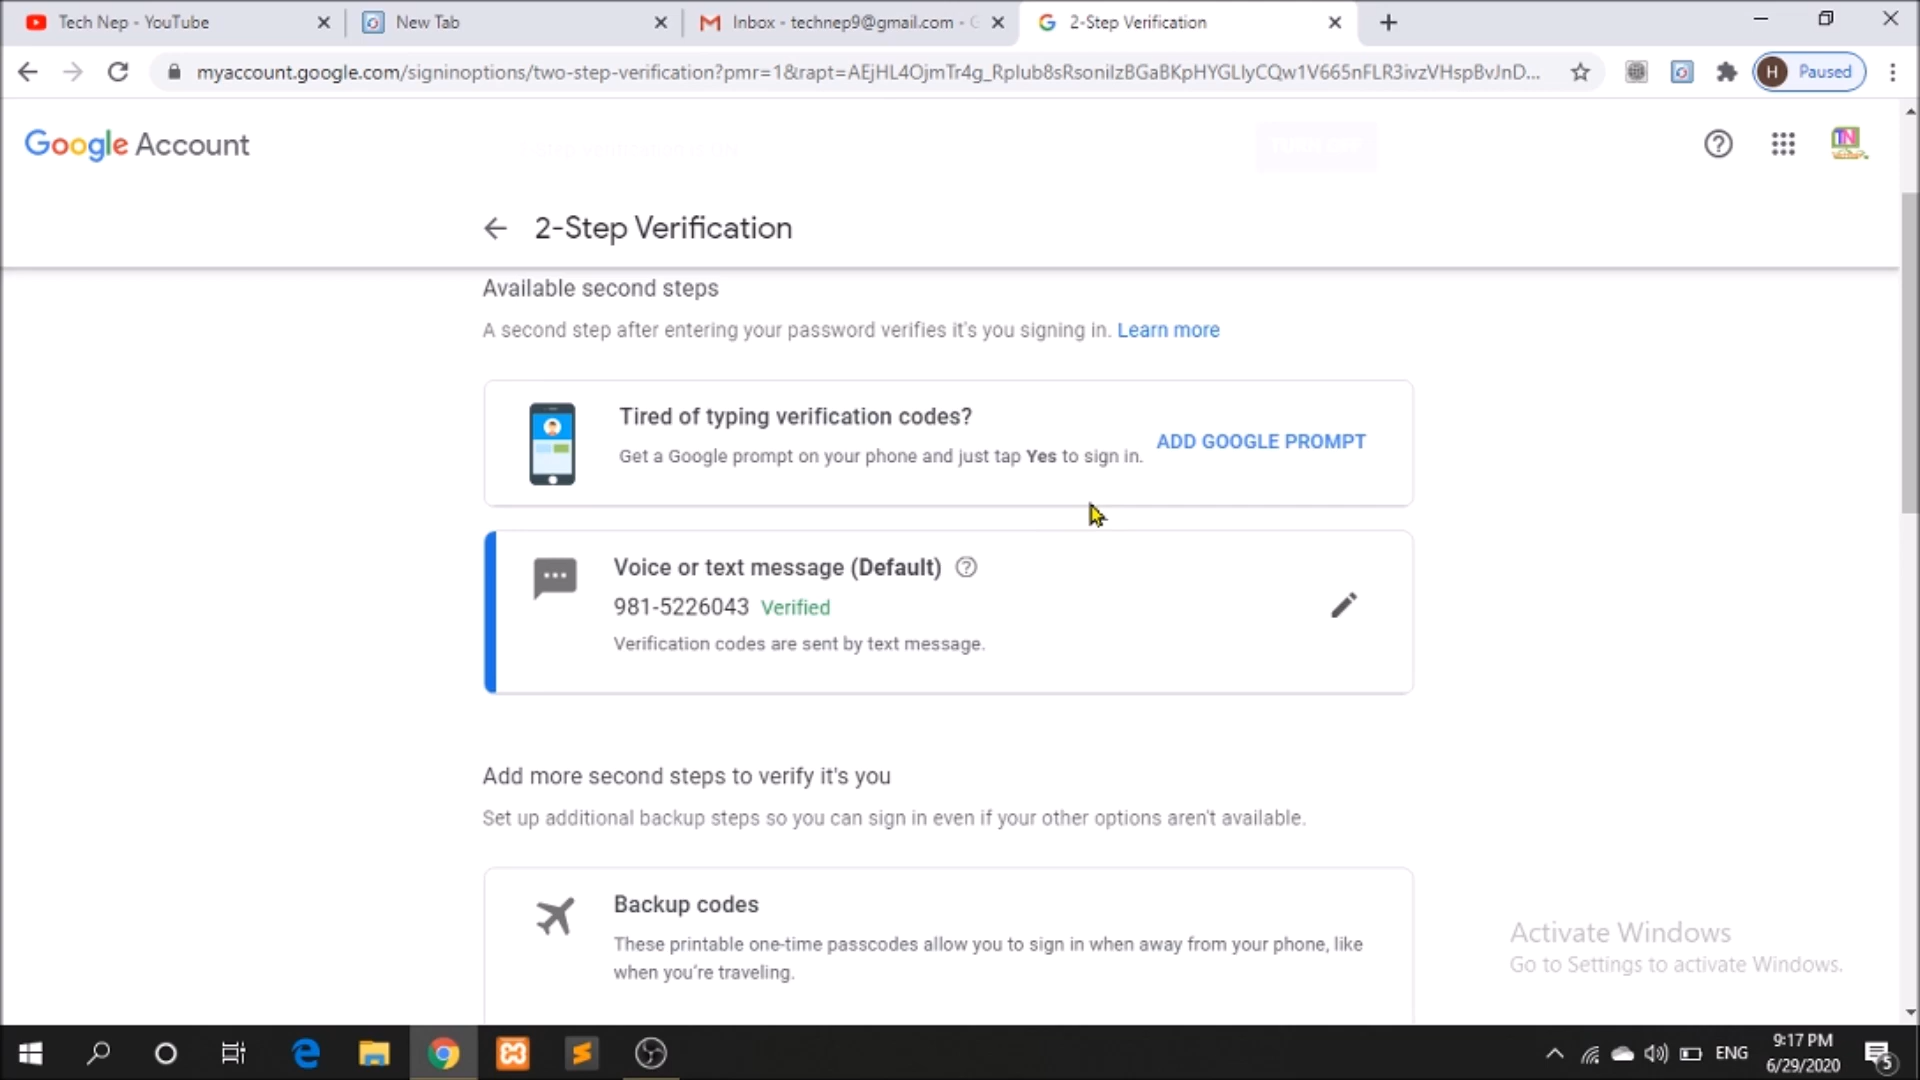 Tech Nep - YouTube
New Tab
Inbox - technep9@gmail.com - G
2-Step Verification
myaccount.google.com/signinoptions/two-step-verification?pmr=1&rapt=
H Paused
Google Account
TN
2-Step Verification
Available second steps
A second step after entering your password verifies it's you signing in. Learn more
Tired of typing verification codes?
Get a Google prompt on your phone and just tap Yes to sign in.
ADD GOOGLE PROMPT
Voice or text message (Default)
981-5226043 Verified
Verification codes are sent by text message.
Add more second steps to verify it's you
Set up additional backup steps so you can sign in even if your other options aren't available.
Backup codes
These printable one-time passcodes allow you to sign in when away from your phone, like
when you're traveling.
Activate Windows
Go to Settings to activate Windows.
ENG
9:17 PM
6/29/2020
5